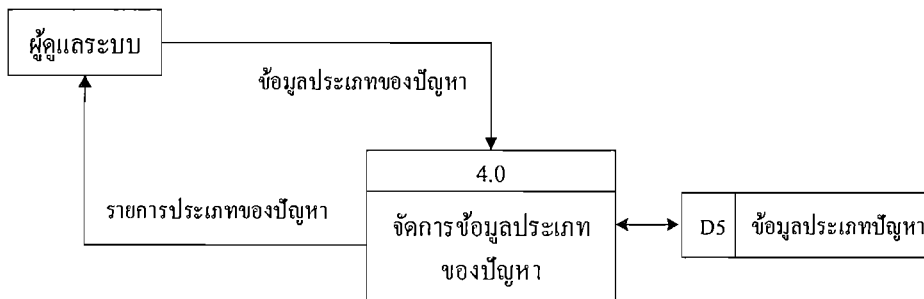 ผู้ดูแลระบบ
ข้อมูลประเภทของปัญหา
4.0
รายการประเภทของปัญหา
จัดการข้อมูลประเภท
ของปัญหา
D5 ข้อมูลประเภทปัญหา